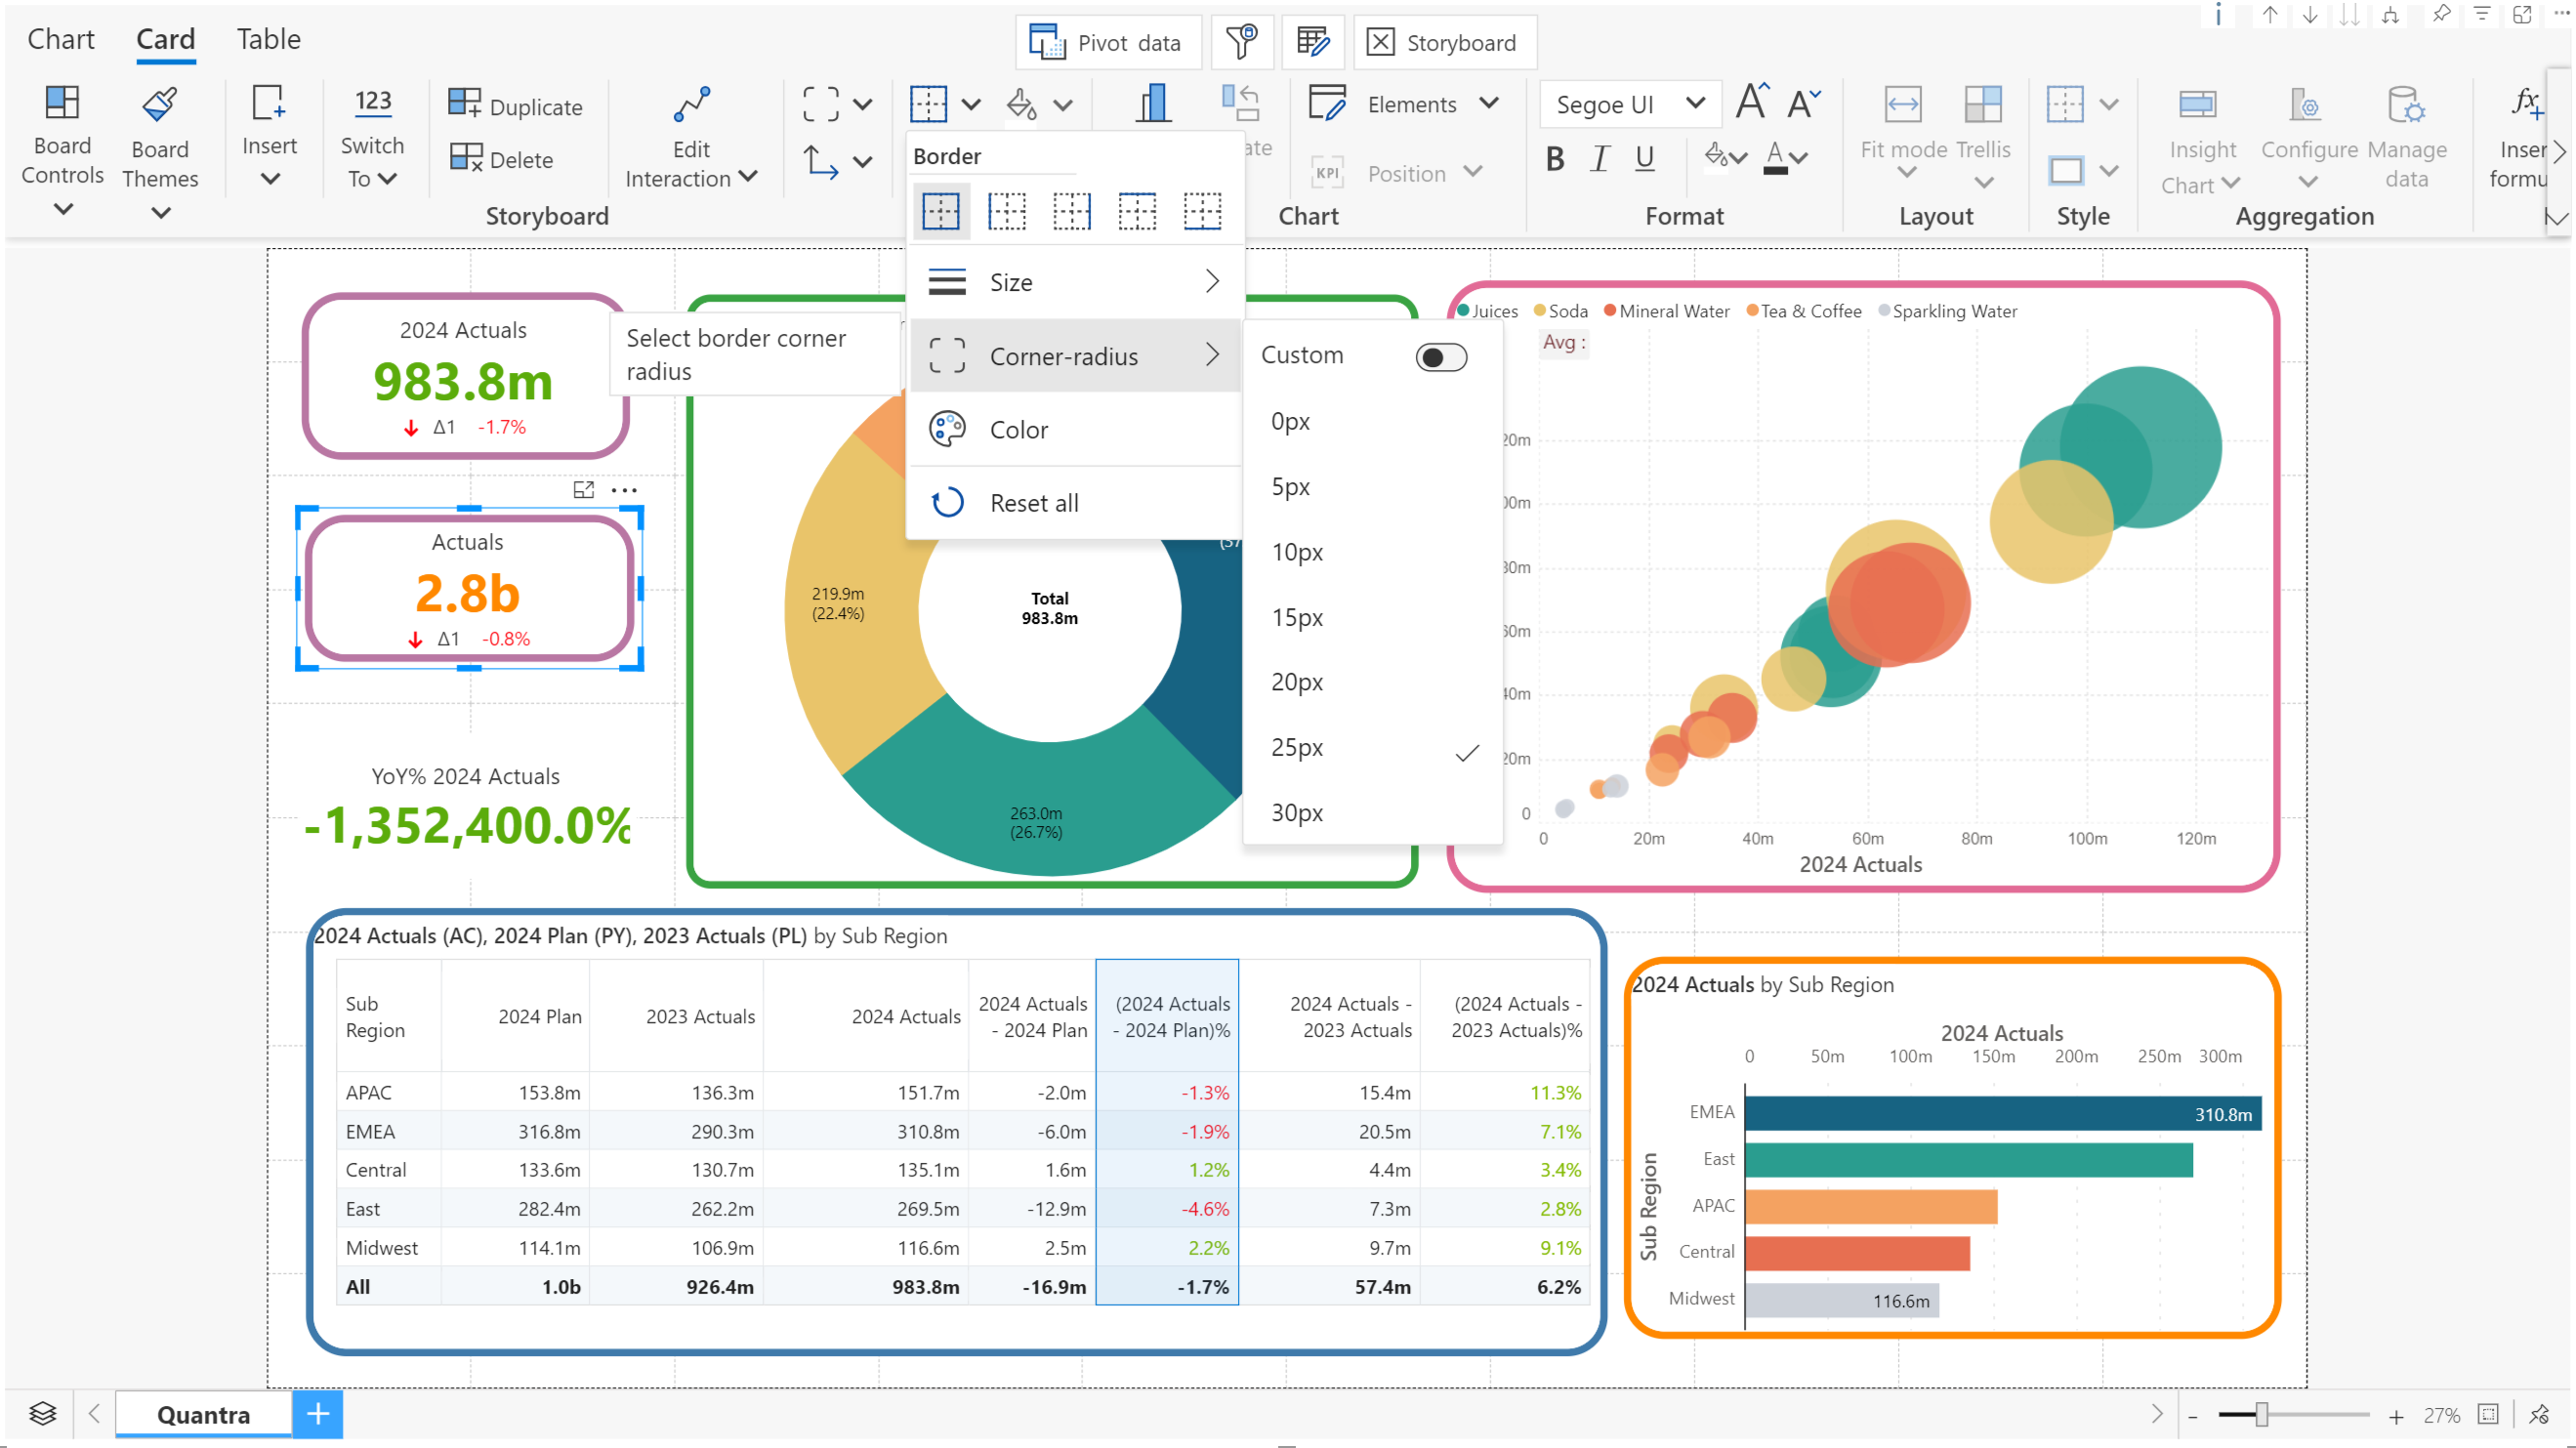 Chart
Card
Table
Pivot data
Storyboard
Board
Controls
Board
Themes
Insert
123
Switch
To
Duplicate
Delete
Edit
Interaction
Storyboard
Elements
KPI
Position
Chart
Segoe UI
B I U
Format
Fit mode
Trellis
Layout
Style
Insight
Chart
Configure
Manage
data
Aggregation
fx
Border
Size
Corner-radius
Color
Reset all
Select border corner
radius
Custom
0px
5px
10px
15px
20px
25px
30px
2024 Actuals
983.8m
Δ1 -1.7%
Actuals
2.8b
Δ1 -0.8%
YoY% 2024 Actuals
-1,352,400.0%
219.9m
(22.4%)
Total
983.8m
263.0m
(26.7%)
Juices Soda Mineral Water Tea & Coffee Sparkling Water
Avg :
60m
40m
20m
0
0 20m 40m 60m 80m 100m 120m
2024 Actuals
2024 Actuals (AC), 2024 Plan (PY), 2023 Actuals (PL) by Sub Region
Sub
Region
2024 Plan
2023 Actuals
2024 Actuals
2024 Actuals
- 2024 Plan
(2024 Actuals
- 2024 Plan)%
2024 Actuals -
2023 Actuals
(2024 Actuals -
2023 Actuals)%
APAC 153.8m 136.3m 151.7m -2.0m -1.3% 15.4m 11.3%
EMEA 316.8m 290.3m 310.8m -6.0m -1.9% 20.5m 7.1%
Central 133.6m 130.7m 135.1m 1.6m 1.2% 4.4m 3.4%
East 282.4m 262.2m 269.5m -12.9m -4.6% 7.3m 2.8%
Midwest 114.1m 106.9m 116.6m 2.5m 2.2% 9.7m 9.1%
All 1.0b 926.4m 983.8m -16.9m -1.7% 57.4m 6.2%
2024 Actuals by Sub Region
2024 Actuals
0 50m 100m 150m 200m 250m 300m
Sub Region
EMEA 310.8m
East
APAC
Central
Midwest 116.6m
Quantra
27%